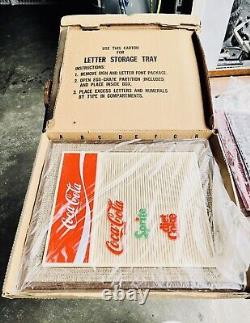 USE THIS CARTON
FOR
LETTER STORAGE TRAY
INSTRUCTIONS:
1. REMOVE SIGN AND LETTER FONT PACKAGE.
2. OPEN EGG-CRATE PARTITION (INCLUDED)
AND PLACE INSIDE BOX.
3. PLACE EXCESS LETTERS AND NUMERALS
BY TYPE IN COMPARTMENTS.
Coca-Cola
Coca-Cola
Sprite